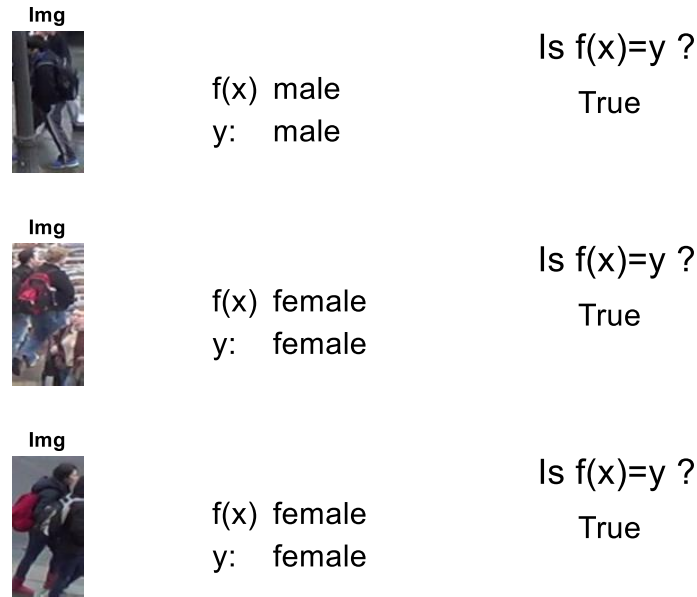 Img
Is f(x)=y ?
f(x) male
True
y: male
Img
Is f(x)=y ?
f(x) female
True
y: female
Img
Is f(x)=y ?
f(x) female
True
y: female